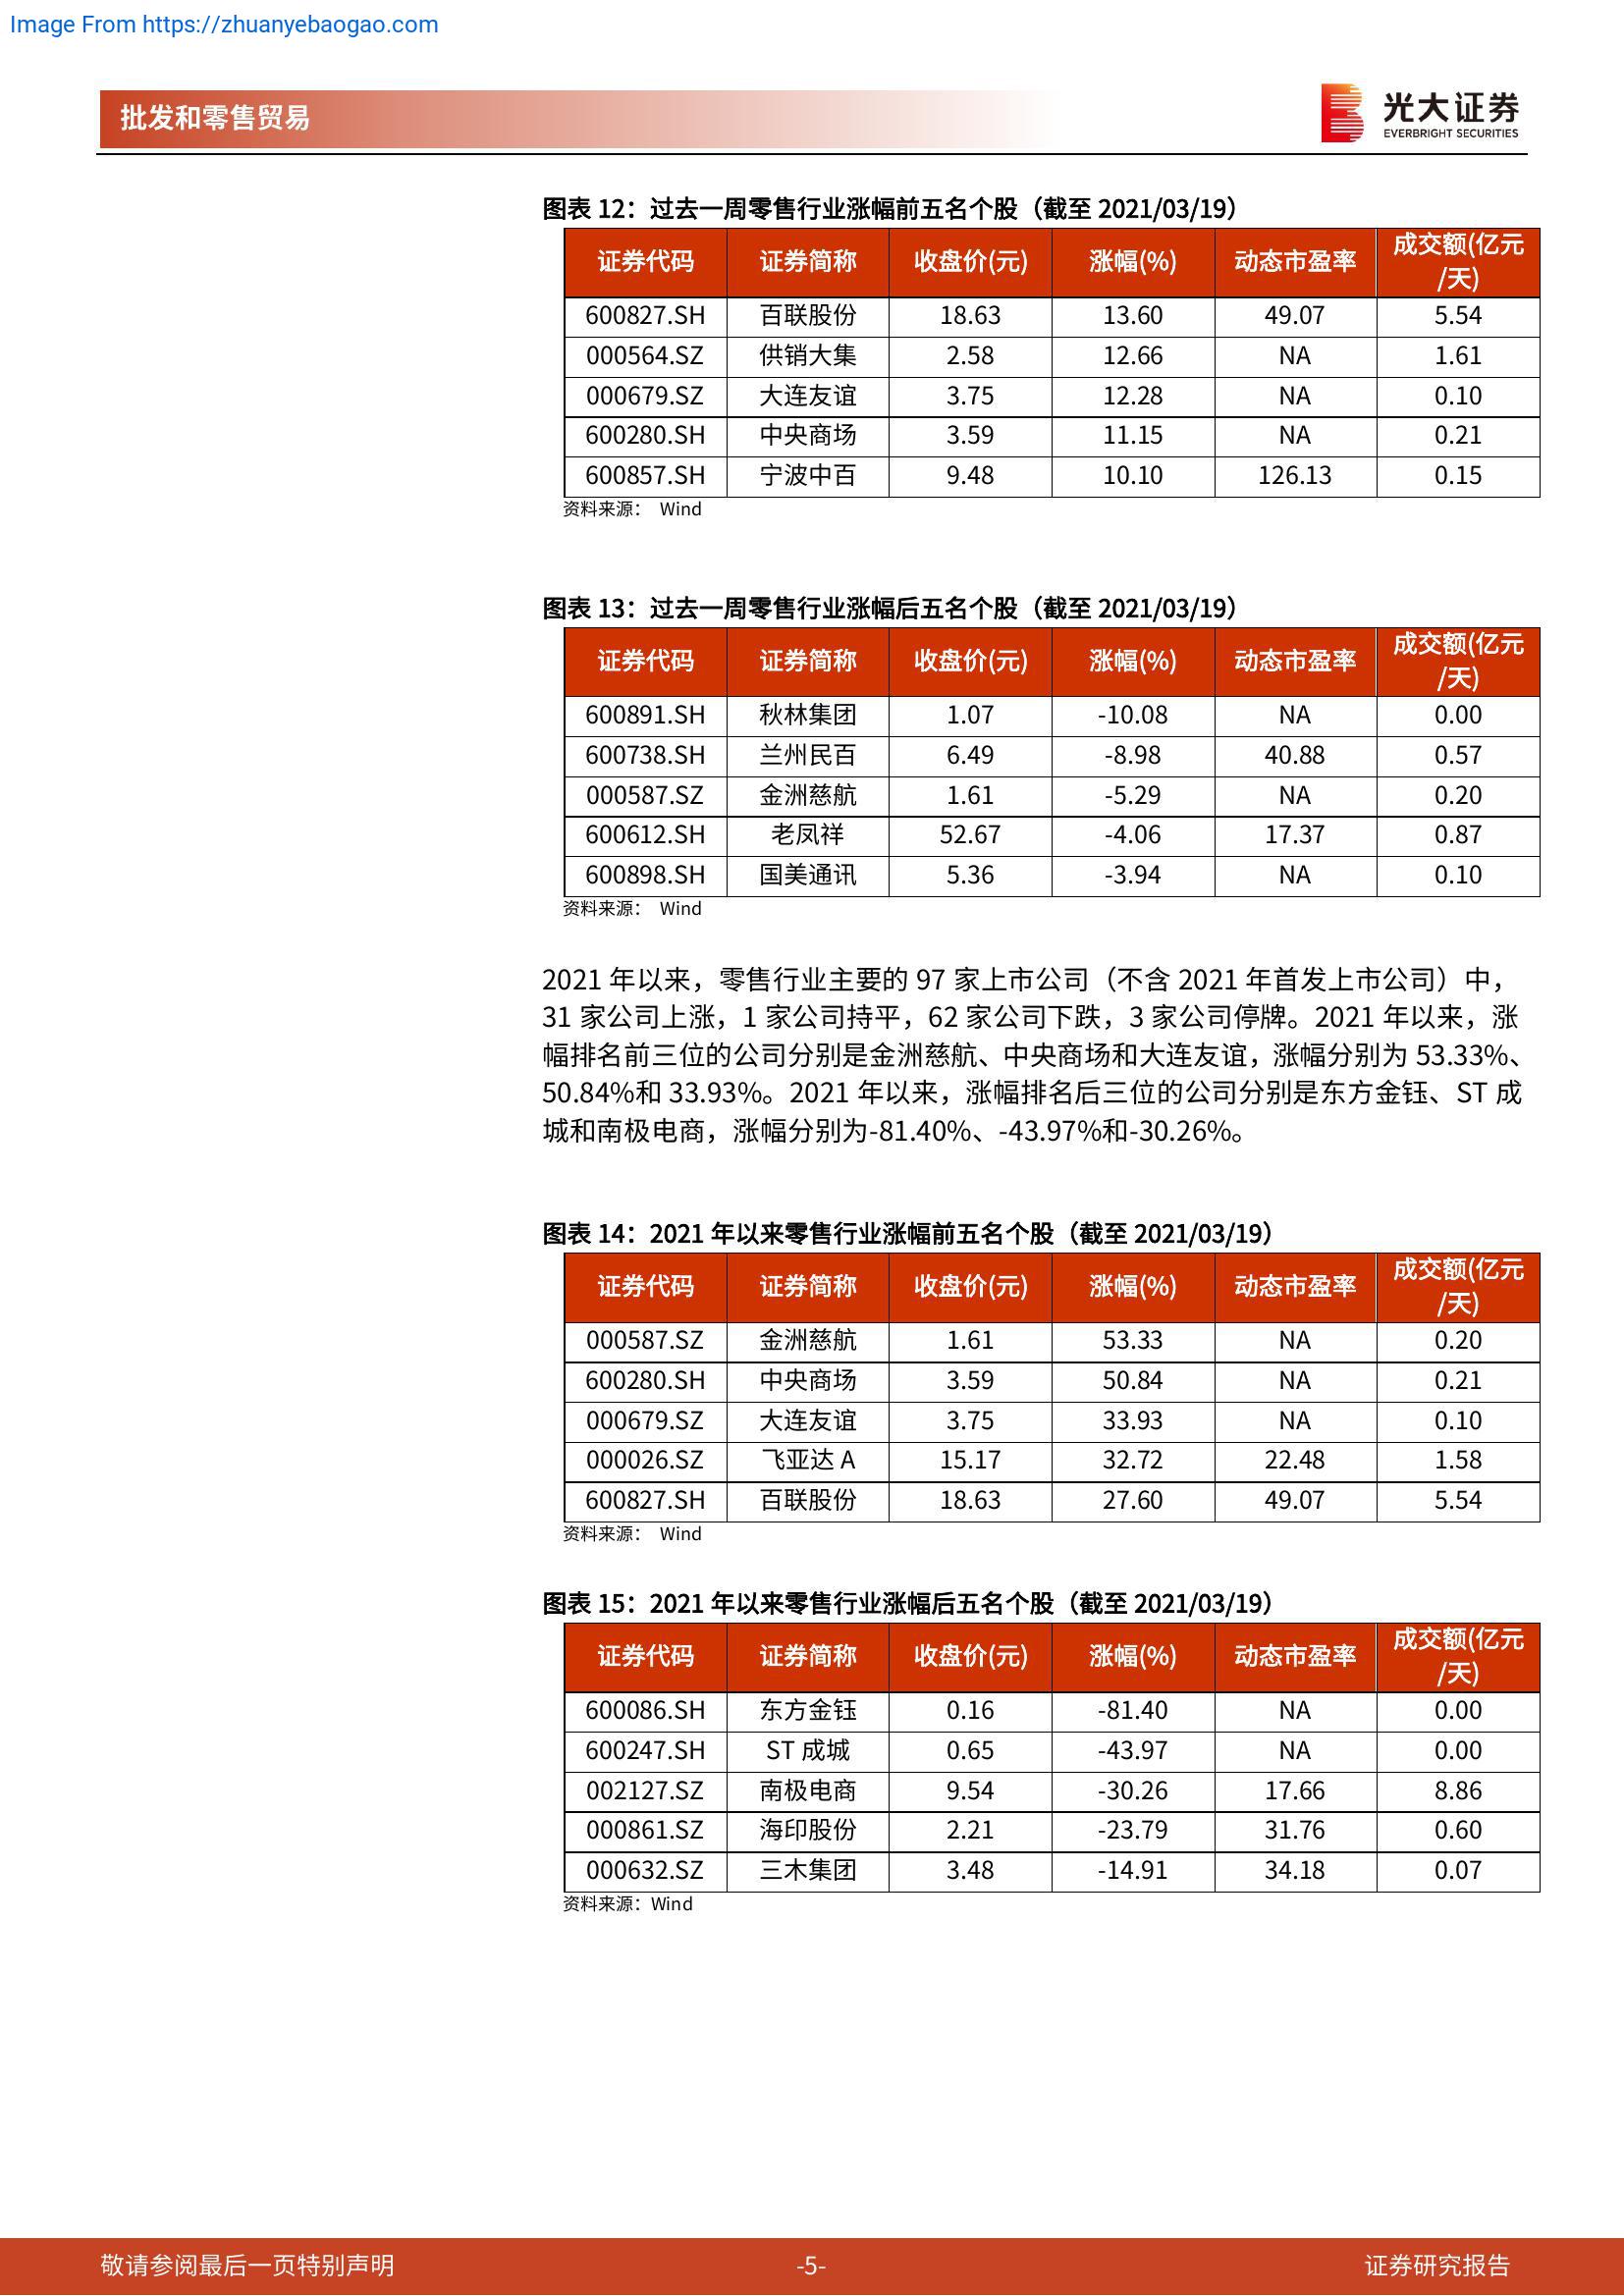 Image From https://zhuanyebaogao.com
批发和零售贸易
光大证券
EVERBRIGHT SECURITIES
图表 12：过去一周零售行业涨幅前五名个股（截至 2021/03/19）
证券代码 证券简称 收盘价(元) 涨幅(%) 动态市盈率 成交额(亿元
/天)
600827.SH 百联股份 18.63 13.60 49.07 5.54
000564.SZ 供销大集 2.58 12.66 NA 1.61
000679.SZ 大连友谊 3.75 12.28 NA 0.10
600280.SH 中央商场 3.59 11.15 NA 0.21
600857.SH 宁波中百 9.48 10.10 126.13 0.15
资料来源： Wind
图表 13：过去一周零售行业涨幅后五名个股（截至 2021/03/19）
证券代码 证券简称 收盘价(元) 涨幅(%) 动态市盈率 成交额(亿元
/天)
600891.SH 秋林集团 1.07 -10.08 NA 0.00
600738.SH 兰州民百 6.49 -8.98 40.88 0.57
000587.SZ 金洲慈航 1.61 -5.29 NA 0.20
600612.SH 老凤祥 52.67 -4.06 17.37 0.87
600898.SH 国美通讯 5.36 -3.94 NA 0.10
资料来源： Wind
2021 年以来，零售行业主要的 97 家上市公司（不含 2021 年首发上市公司）中，
31 家公司上涨，1 家公司持平，62 家公司下跌，3 家公司停牌。2021 年以来，涨
幅排名前三位的公司分别是金洲慈航、中央商场和大连友谊，涨幅分别为 53.33%、
50.84%和 33.93%。2021 年以来，涨幅排名后三位的公司分别是东方金钰、ST 成
城和南极电商，涨幅分别为-81.40%、-43.97%和-30.26%。
图表 14：2021 年以来零售行业涨幅前五名个股（截至 2021/03/19）
证券代码 证券简称 收盘价(元) 涨幅(%) 动态市盈率 成交额(亿元
/天)
000587.SZ 金洲慈航 1.61 53.33 NA 0.20
600280.SH 中央商场 3.59 50.84 NA 0.21
000679.SZ 大连友谊 3.75 33.93 NA 0.10
000026.SZ 飞亚达 A 15.17 32.72 22.48 1.58
600827.SH 百联股份 18.63 27.60 49.07 5.54
资料来源： Wind
图表 15：2021 年以来零售行业涨幅后五名个股（截至 2021/03/19）
证券代码 证券简称 收盘价(元) 涨幅(%) 动态市盈率 成交额(亿元
/天)
600086.SH 东方金钰 0.16 -81.40 NA 0.00
600247.SH ST 成城 0.65 -43.97 NA 0.00
002127.SZ 南极电商 9.54 -30.26 17.66 8.86
000861.SZ 海印股份 2.21 -23.79 31.76 0.60
000632.SZ 三木集团 3.48 -14.91 34.18 0.07
资料来源：Wind
敬请参阅最后一页特别声明 -5- 证券研究报告